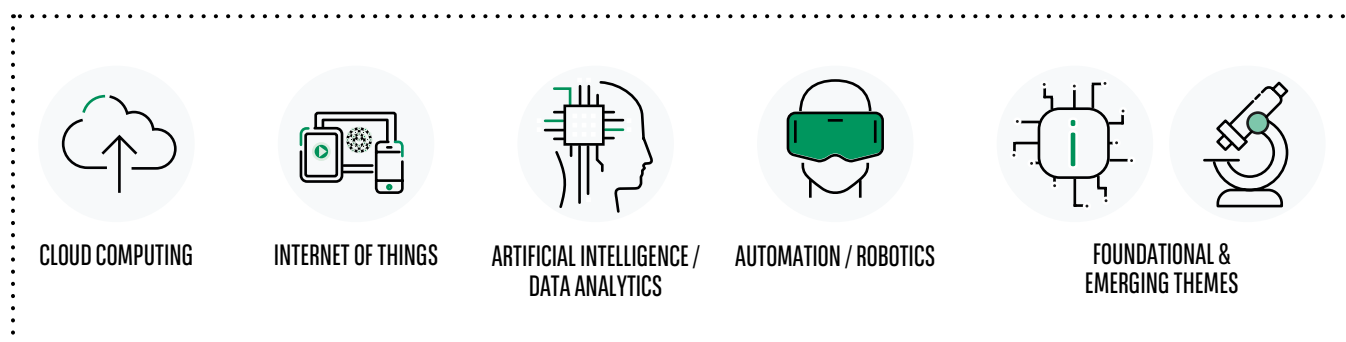 CLOUD COMPUTING
INTERNET OF THINGS
ARTIFICIAL INTELLIGENCE /
DATA ANALYTICS
AUTOMATION / ROBOTICS
FOUNDATIONAL &
EMERGING THEMES